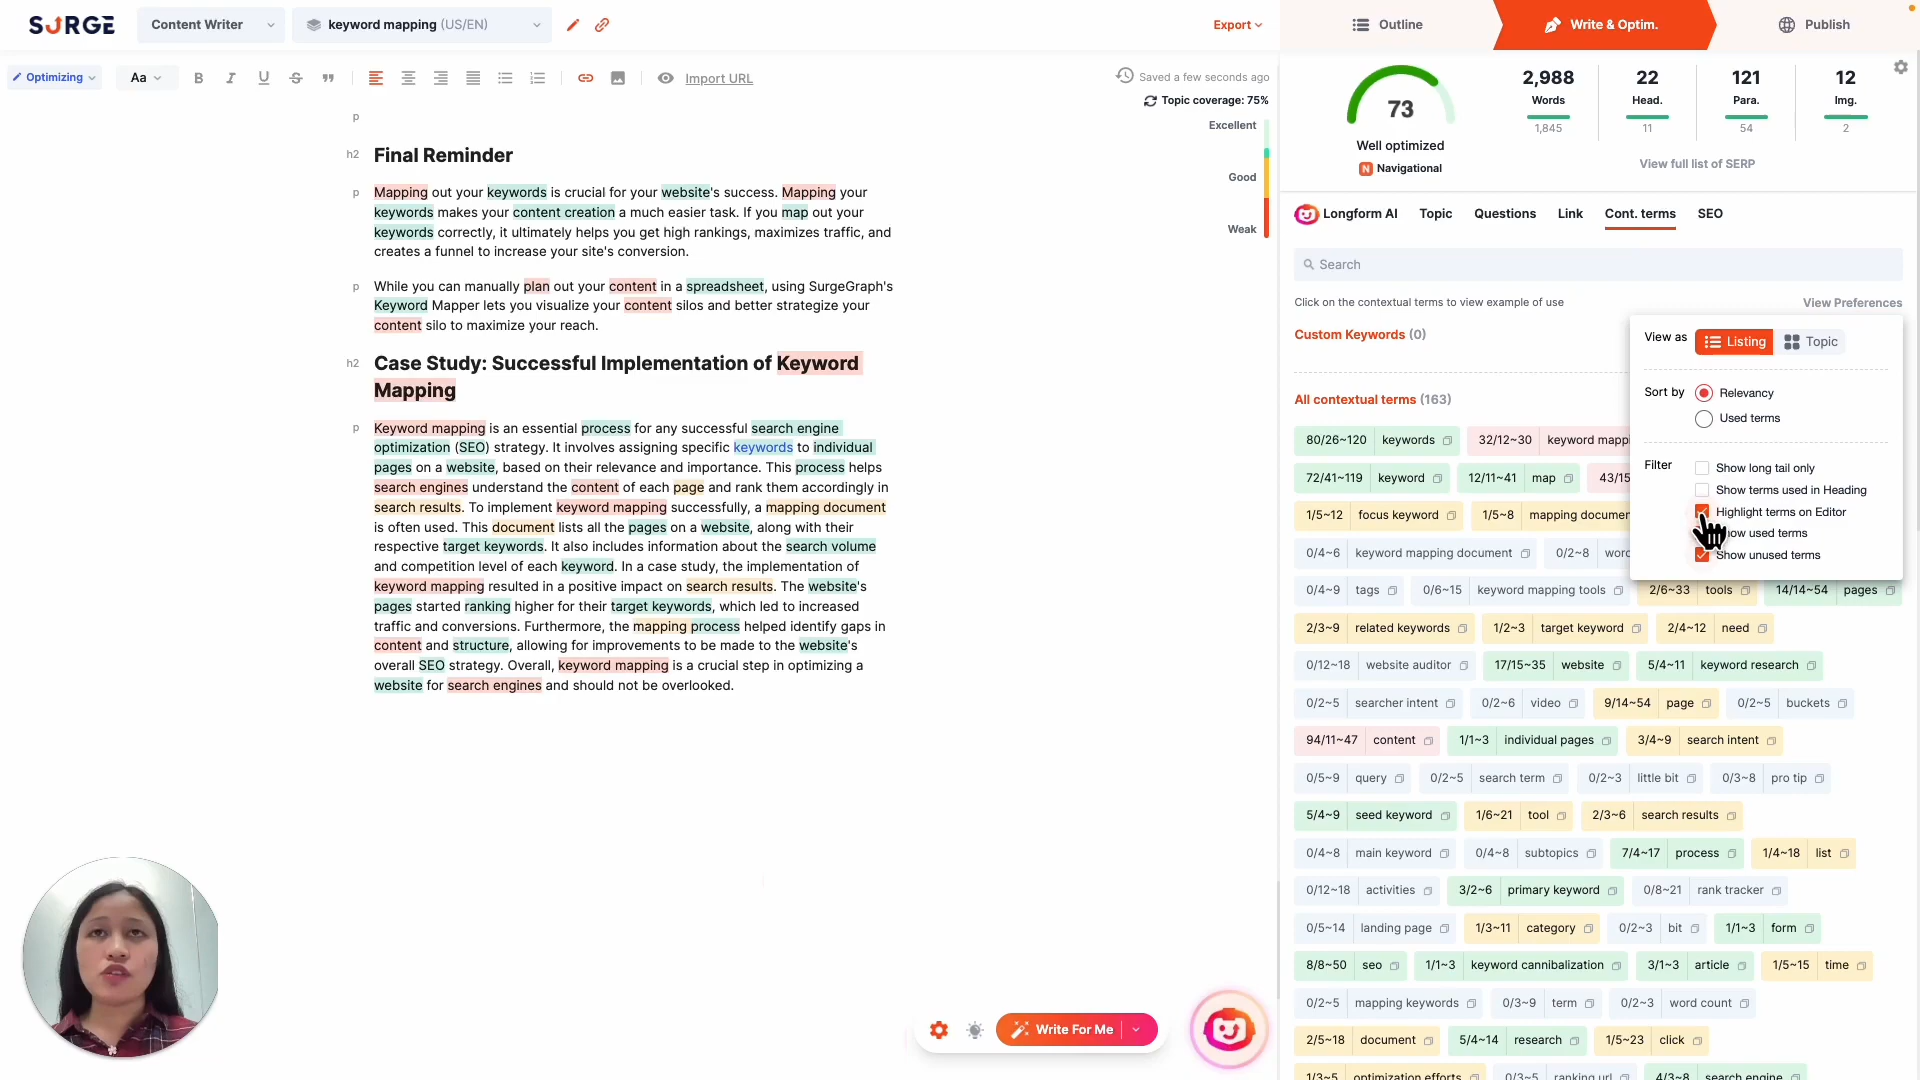 SURGE
Content Writer
keyword mapping (US/EN)
Export
Outline
Write & Optim.
Publish
Optimizing
Aa
B
I
U
S
Import URL
Saved a few seconds ago
Topic coverage: 75%
Excellent
Good
Weak
p
h2
Final Reminder
p
Mapping out your keywords is crucial for your website's success. Mapping your
keywords makes your content creation a much easier task. If you map out your
keywords correctly, it ultimately helps you get high rankings, maximizes traffic, and
creates a funnel to increase your site's conversion.
p
While you can manually plan out your content in a spreadsheet, using SurgeGraph's
Keyword Mapper lets you visualize your content silos and better strategize your
content silo to maximize your reach.
h2
Case Study: Successful Implementation of Keyword
Mapping
p
Keyword mapping is an essential process for any successful search engine
optimization (SEO) strategy. It involves assigning specific keywords to individual
pages on a website, based on their relevance and importance. This process helps
search engines understand the content of each page and rank them accordingly in
search results. To implement keyword mapping successfully, a mapping document
is often used. This document lists all the pages on a website, along with their
respective target keywords. It also includes information about the search volume
and competition level of each keyword. In a case study, the implementation of
keyword mapping resulted in a positive impact on search results. The website's
pages started ranking higher for their target keywords, which led to increased
traffic and conversions. Furthermore, the mapping process helped identify gaps in
content and structure, allowing for improvements to be made to the website's
overall SEO strategy. Overall, keyword mapping is a crucial step in optimizing a
website for search engines and should not be overlooked.
Write For Me
73
Well optimized
N Navigational
2,988 22 121 12
Words Head. Para. Img.
1,845 11 54 2
View full list of SERP
Longform AI Topic Questions Link Cont. terms SEO
Search
Click on the contextual terms to view example of use
View Preferences
Custom Keywords (0)
All contextual terms (163)
View as Listing Topic
Sort by Relevancy
Used terms
Filter Show long tail only
Show terms used in Heading
Highlight terms on Editor
how used terms
Show unused terms
80/26~120 keywords 32/12~30 keyword mappi
72/41~119 keyword 12/11~41 map 43/15
1/5~12 focus keyword 1/5~8 mapping documen
0/4~6 keyword mapping document 0/2~8 wor
0/4~9 tags 0/6~15 keyword mapping tools 2/6~33 tools 14/14~54 pages
2/3~9 related keywords 1/2~3 target keyword 2/4~12 need
0/12~18 website auditor 17/15~35 website 5/4~11 keyword research
0/2~5 searcher intent 0/2~6 video 9/14~54 page 0/2~5 buckets
94/11~47 content 1/1~3 individual pages 3/4~9 search intent
0/5~9 query 0/2~5 search term 0/2~3 little bit 0/3~8 pro tip
5/4~9 seed keyword 1/6~21 tool 2/3~6 search results
0/4~8 main keyword 0/4~8 subtopics 7/4~17 process 1/4~18 list
0/12~18 activities 3/2~6 primary keyword 0/8~21 rank tracker
0/5~14 landing page 1/3~11 category 0/2~3 bit 1/1~3 form
8/8~50 seo 1/1~3 keyword cannibalization 3/1~3 article 1/5~15 time
0/2~5 mapping keywords 0/3~9 term 0/2~3 word count
2/5~18 document 5/4~14 research 1/5~23 click
1/3~5 optimization efforts 0/3~5 ranking url 4/3~8 search engine